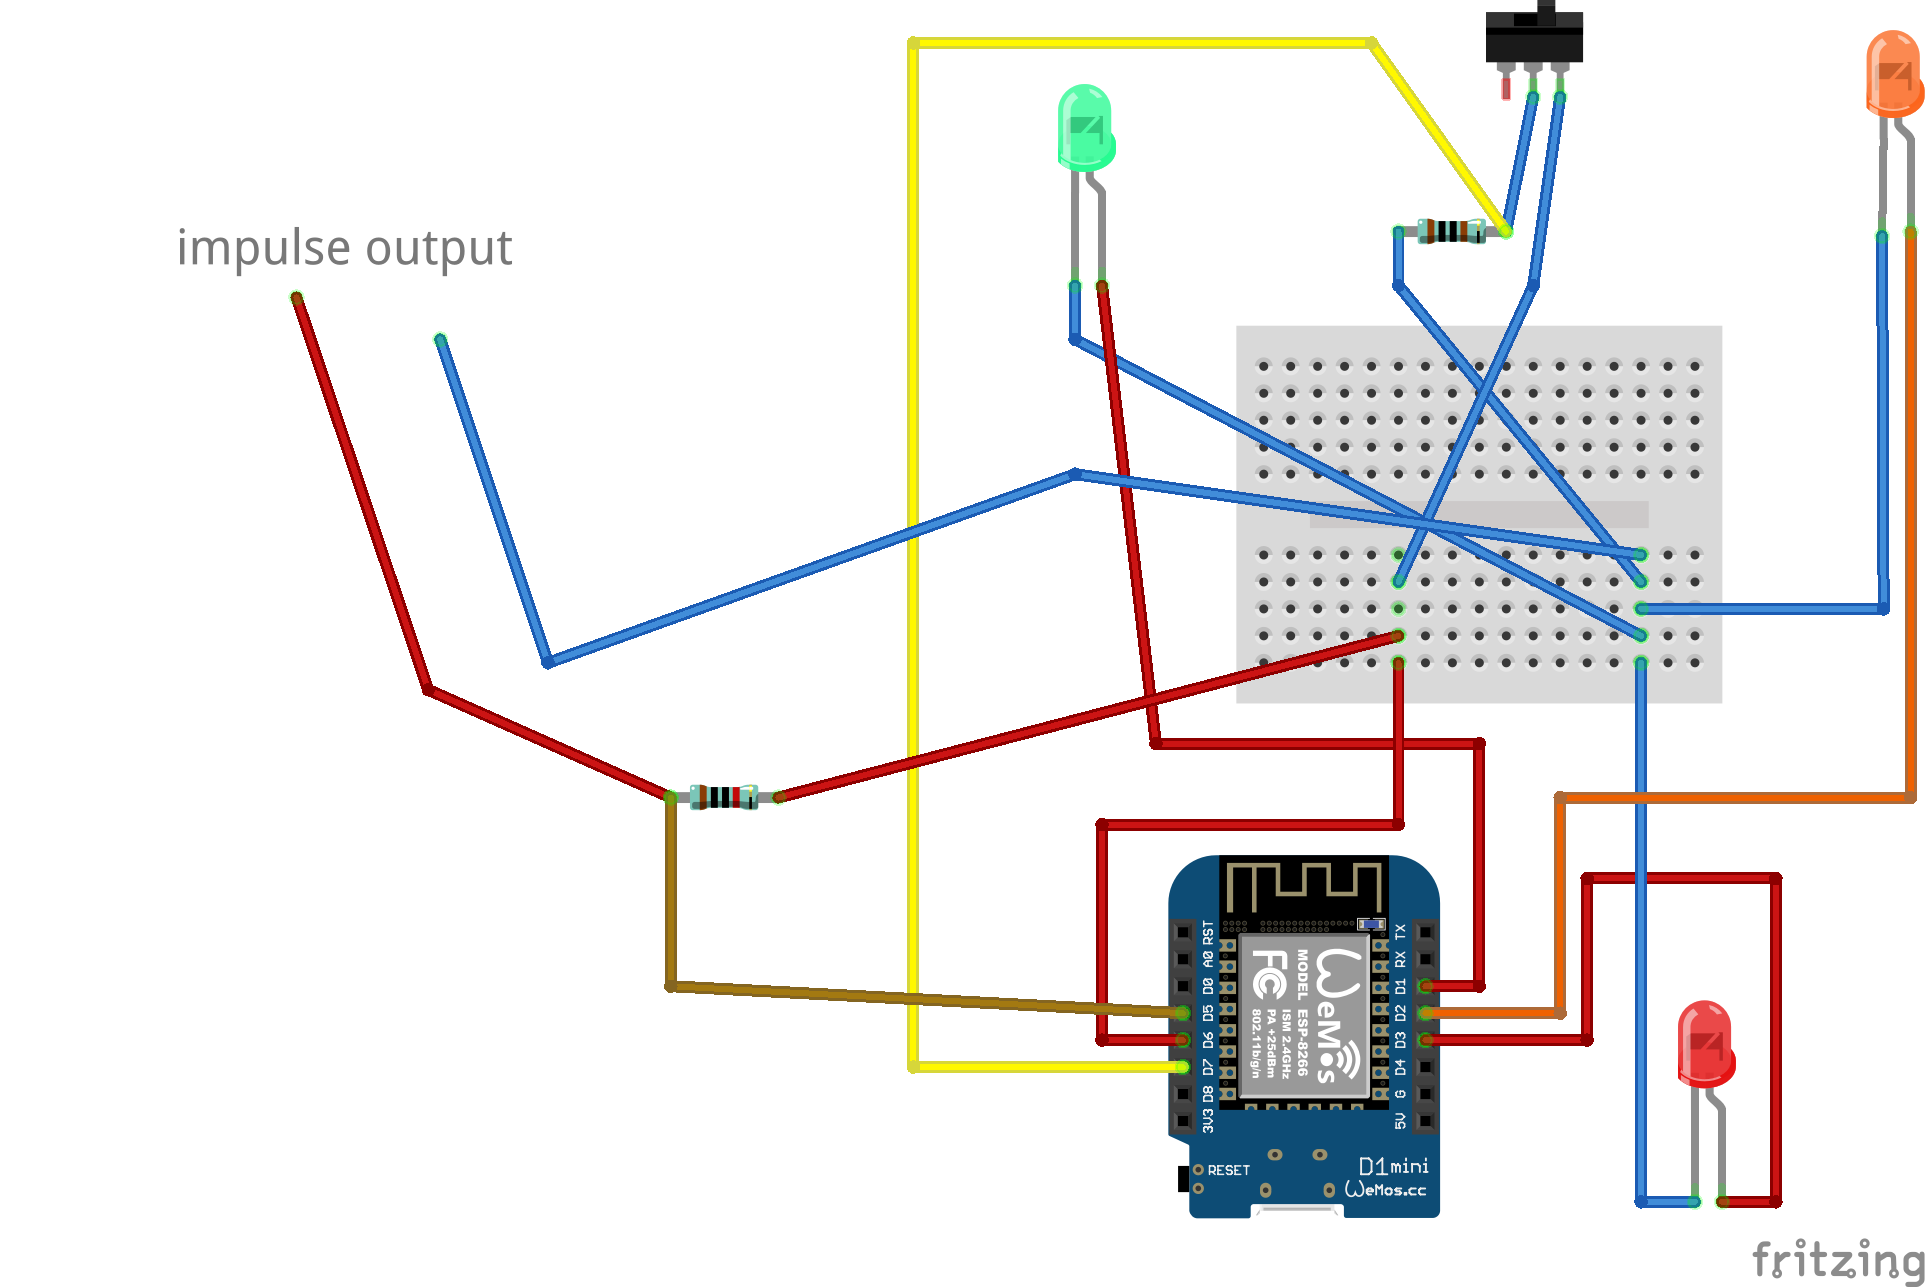 impulse output
RST
A0
D0
D5
D6
D7
D8
3V3
TX
RX
D1
D2
D3
D4
G
5V
WeMos
MODEL ESP-8266
ISM 2.4GHz
PA +25dBm
802.11b/g/n
FC
RESET
D1mini
WeMos.cc
fritzing